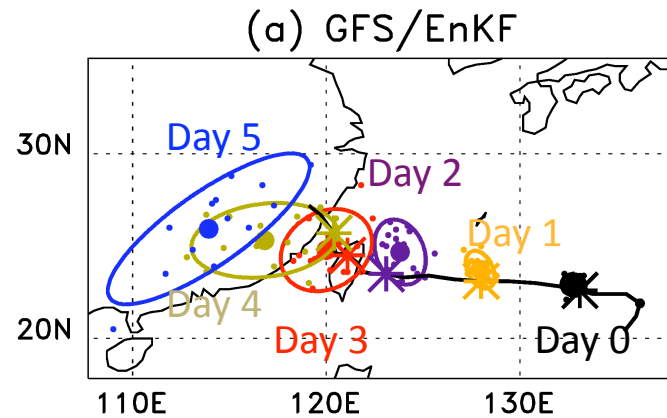 (a) GFS/EnKF
30N
Day 5
Day 2
Day 1
Day 4
20N
Day 3
Day 0
110E
120E
130E